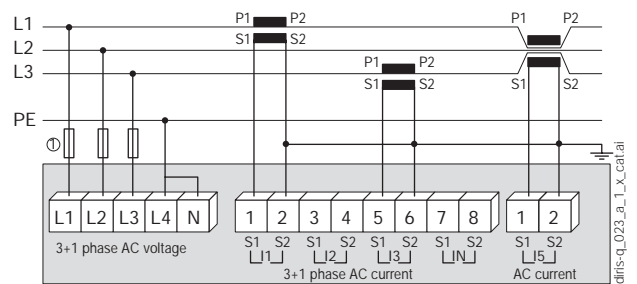 P1 P2 P1 P2
L1
S1 S2
L2
P1 P2
L3
S1 S2 S1 S2
PE
①
L1 L2 L3 L4 N 1 2 3 4 5 6 7 8 1 2
S1 S2 S1 S2 S1 S2 S1 S2 S1 S2
I1 I2 I3 IN I5
3+1 phase AC voltage
3+1 phase AC current AC current
diris-q_023_a_1_x_cat.ai